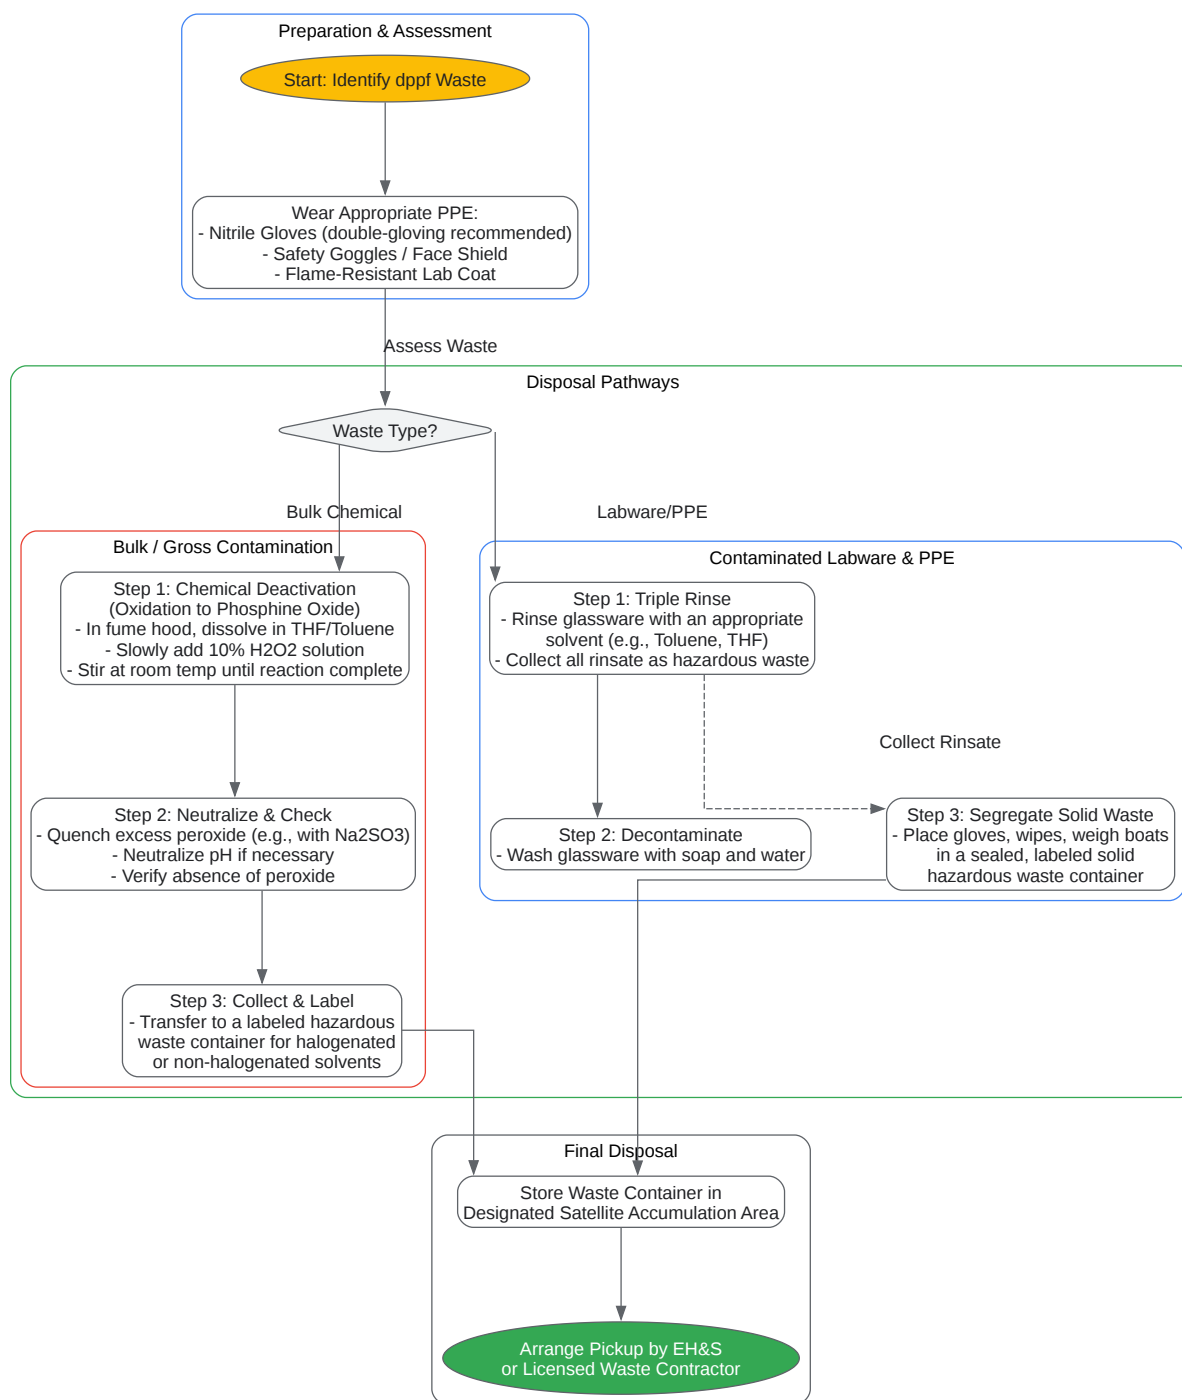 Preparation & Assessment
Start: Identify dppf Waste
Wear Appropriate PPE:
- Nitrile Gloves (double-gloving recommended)
- Safety Goggles / Face Shield
- Flame-Resistant Lab Coat
Assess Waste
Disposal Pathways
Waste Type?
Bulk Chemical
Labware/PPE
Bulk / Gross Contamination
Step 1: Chemical Deactivation
(Oxidation to Phosphine Oxide)
- In fume hood, dissolve in THF/Toluene
- Slowly add 10% H2O2 solution
- Stir at room temp until reaction complete
Step 2: Neutralize & Check
- Quench excess peroxide (e.g., with Na2SO3)
- Neutralize pH if necessary
- Verify absence of peroxide
Step 3: Collect & Label
- Transfer to a labeled hazardous
waste container for halogenated
or non-halogenated solvents
Contaminated Labware & PPE
Step 1: Triple Rinse
- Rinse glassware with an appropriate
solvent (e.g., Toluene, THF)
- Collect all rinsate as hazardous waste
Collect Rinsate
Step 2: Decontaminate
- Wash glassware with soap and water
Step 3: Segregate Solid Waste
- Place gloves, wipes, weigh boats
in a sealed, labeled solid
hazardous waste container
Final Disposal
Store Waste Container in
Designated Satellite Accumulation Area
Arrange Pickup by EH&S
or Licensed Waste Contractor